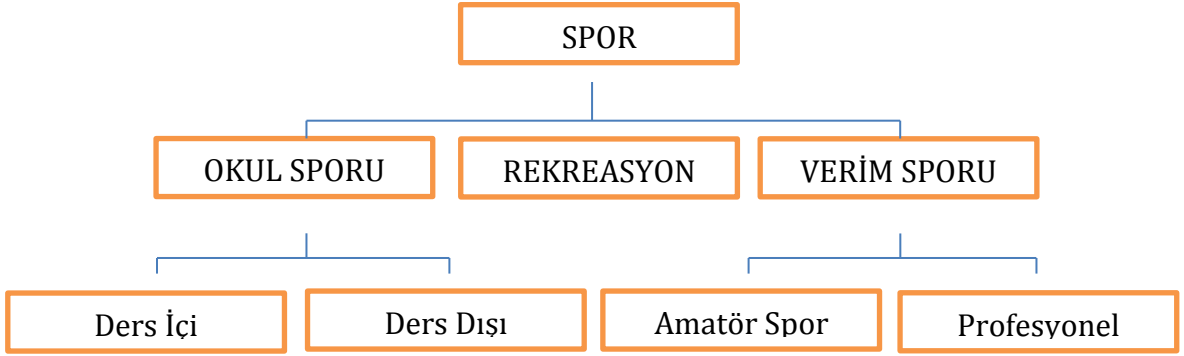 SPOR
OKUL SPORU
REKREASYON
VERİM SPORU
Ders İçi
Ders Dışı
Amatör Spor
Profesyonel